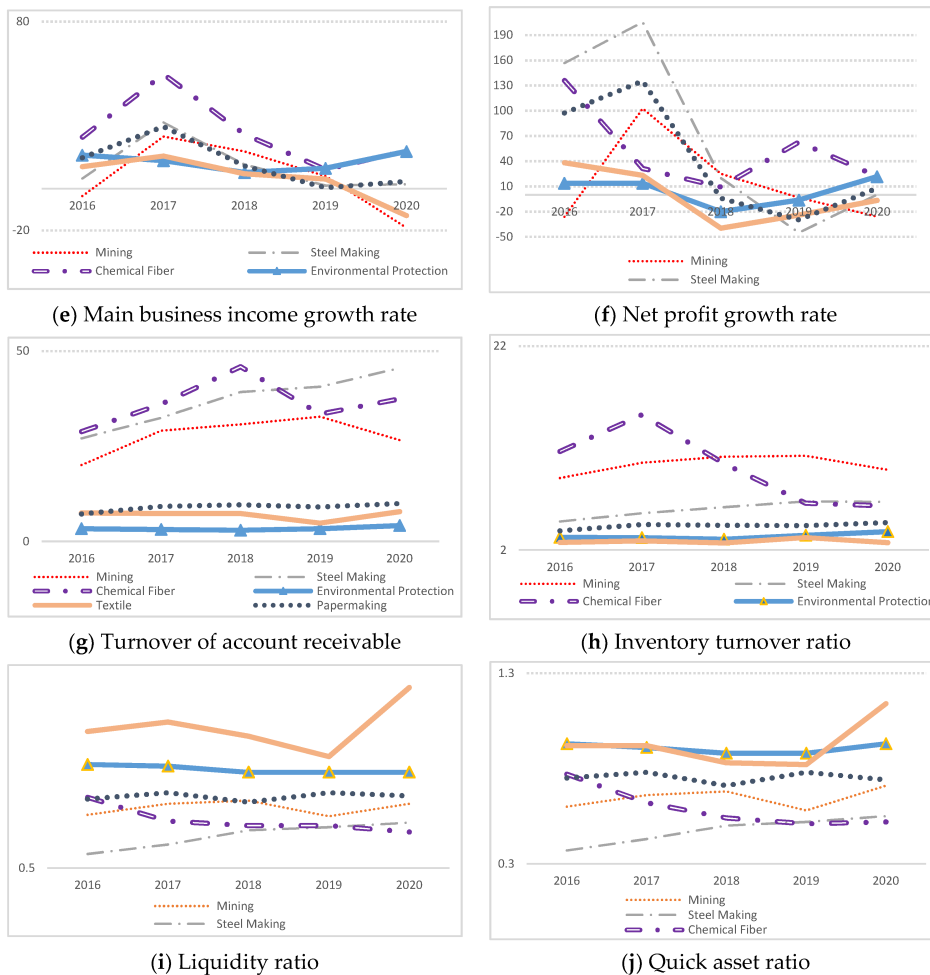 80
2016 2017 2018 2019 2020
-20
Mining Steel Making
Chemical Fiber Environmental Protection
(e) Main business income growth rate
190
160
130
100
70
40
10
2016 2017 2018 2019 2020
-20
-50
Mining
Steel Making
(f) Net profit growth rate
50
0
2016 2017 2018 2019 2020
Mining Steel Making
Chemical Fiber Environmental Protection
Textile Papermaking
(g) Turnover of account receivable
22
2
2016 2017 2018 2019 2020
Mining Steel Making
Chemical Fiber Environmental Protection
(h) Inventory turnover ratio
0.5
2016 2017 2018 2019 2020
Mining
Steel Making
(i) Liquidity ratio
1.3
0.3
2016 2017 2018 2019 2020
Mining
Steel Making
Chemical Fiber
(j) Quick asset ratio